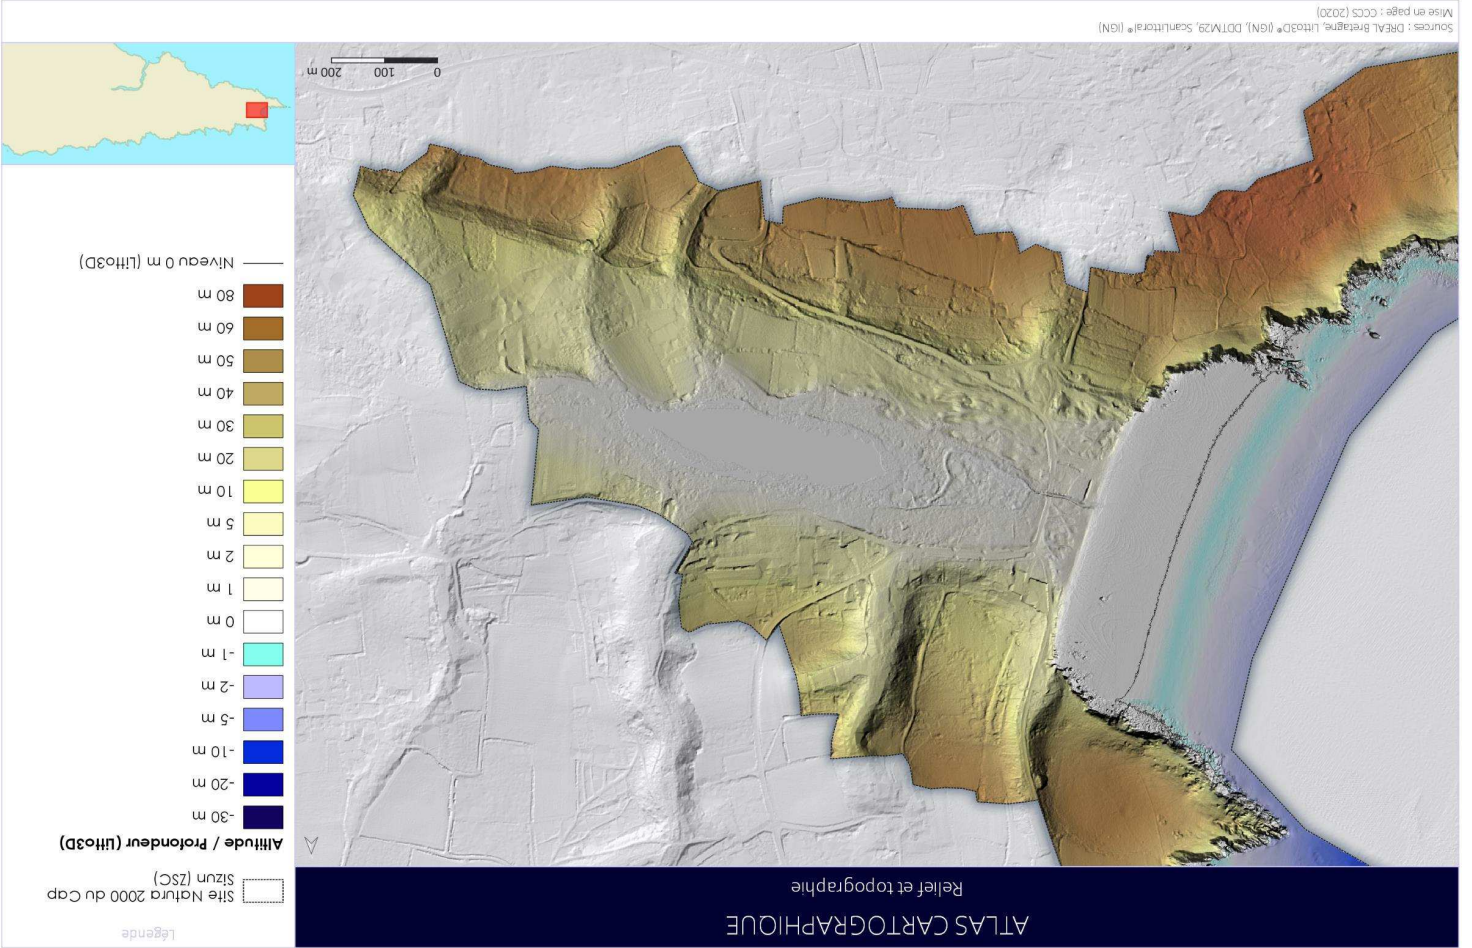 ATLAS CARTOGRAPHIQUE
Relief et topographie
Légende
Site Natura 2000 du Cap
Sizun (ZSC)
Altitude / Profondeur (Litto3D)
-30 m
-20 m
-10 m
-5 m
-2 m
-1 m
0 m
1 m
2 m
5 m
10 m
20 m
30 m
40 m
50 m
60 m
80 m
Niveau 0 m (Litto3D)
0 100 200 m
Sources : DREAL Bretagne, Litto3D® (IGN), DDTM29, ScanLittoral® (IGN)
Mise en page : CCCS (2020)